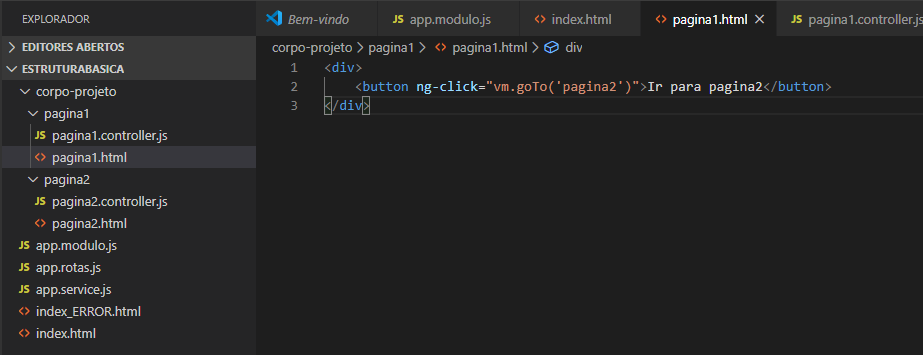 EXPLORADOR
EDITORES ABERTOS
ESTRUTURABASICA
corpo-projeto
pagina1
JS pagina1.controller.js
<> pagina1.html
pagina2
JS pagina2.controller.js
<> pagina2.html
JS app.modulo.js
JS app.rotas.js
JS app.service.js
<> index_ERROR.html
<> index.html
Bem-vindo
JS app.modulo.js
<> index.html
<> pagina1.html
JS pagina1.controller.js
corpo-projeto > pagina1 > <> pagina1.html > div
1 <div>
2 <button ng-click="vm.goTo('pagina2')">Ir para pagina2</button>
3 </div>